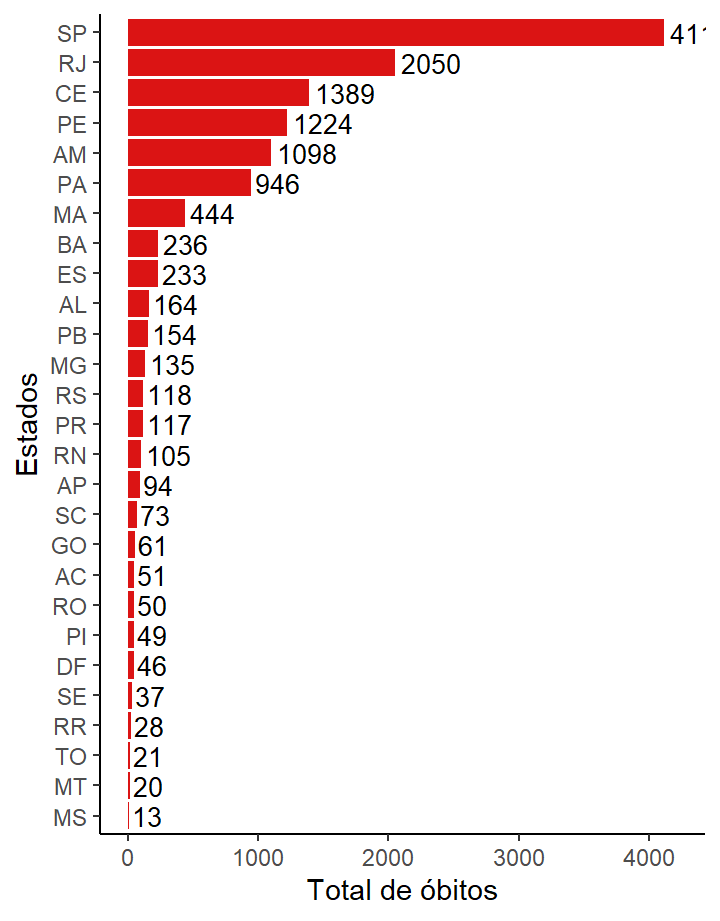 SP 411
RJ 2050
CE 1389
PE 1224
AM 1098
PA 946
MA 444
BA 236
ES 233
AL 164
PB 154
MG 135
RS 118
PR 117
RN 105
AP 94
SC 73
GO 61
AC 51
RO 50
PI 49
DF 46
SE 37
RR 28
TO 21
MT 20
MS 13
Estados
0 1000 2000 3000 4000
Total de óbitos